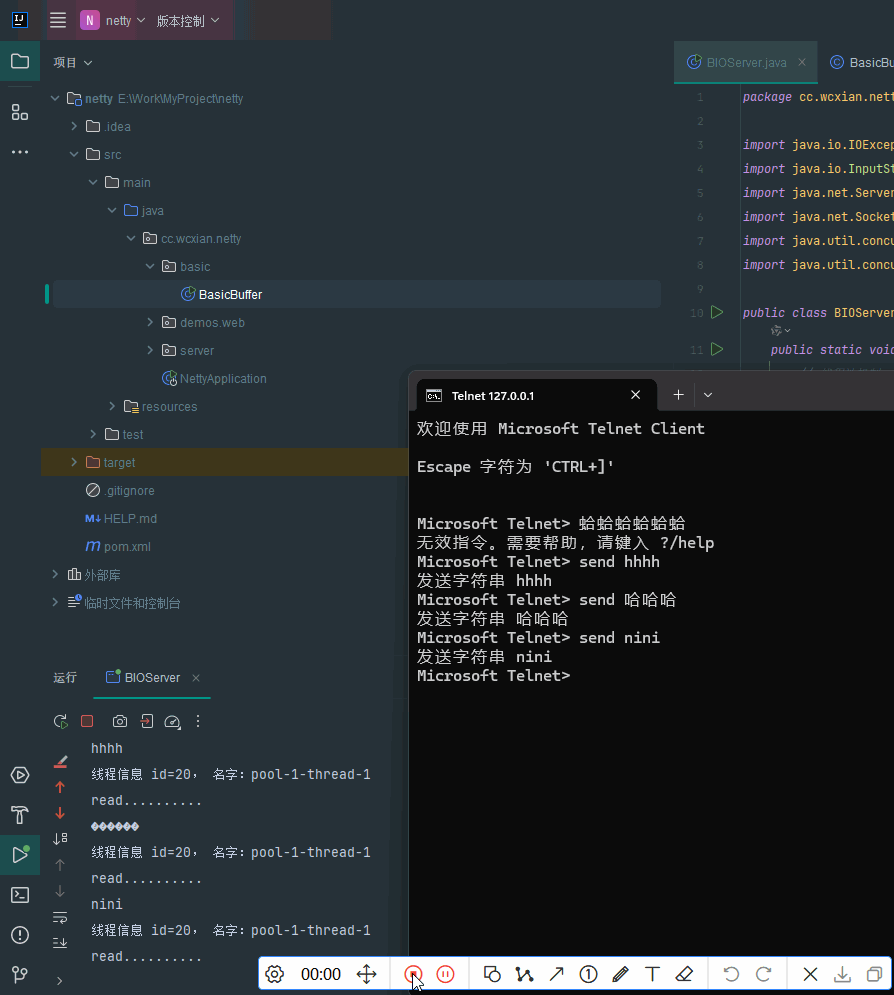 N netty 版本控制
项目
netty E:\Work\MyProject\netty
.idea
src
main
java
cc.wcxian.netty
basic
BasicBuffer
demos.web
server
NettyApplication
resources
test
target
.gitignore
M↓ HELP.md
m pom.xml
外部库
临时文件和控制台
BIOServer.java
BasicBu
1 package cc.wcxian.nett
2
3 import java.io.IOExcep
4 import java.io.InputSt
5 import java.net.Server
6 import java.net.Socket
7 import java.util.concu
8 import java.util.concu
9
10 public class BIOServer
11 public static void
Telnet 127.0.0.1
欢迎使用 Microsoft Telnet Client
Escape 字符为 'CTRL+]'
Microsoft Telnet> 蛤蛤蛤蛤蛤蛤
无效指令。需要帮助，请键入 ?/help
Microsoft Telnet> send hhhh
发送字符串 hhhh
Microsoft Telnet> send 哈哈哈
发送字符串 哈哈哈
Microsoft Telnet> send nini
发送字符串 nini
Microsoft Telnet>
运行
BIOServer
hhhh
线程信息 id=20， 名字：pool-1-thread-1
read..........
������
线程信息 id=20， 名字：pool-1-thread-1
read..........
nini
线程信息 id=20， 名字：pool-1-thread-1
read..........
00:00